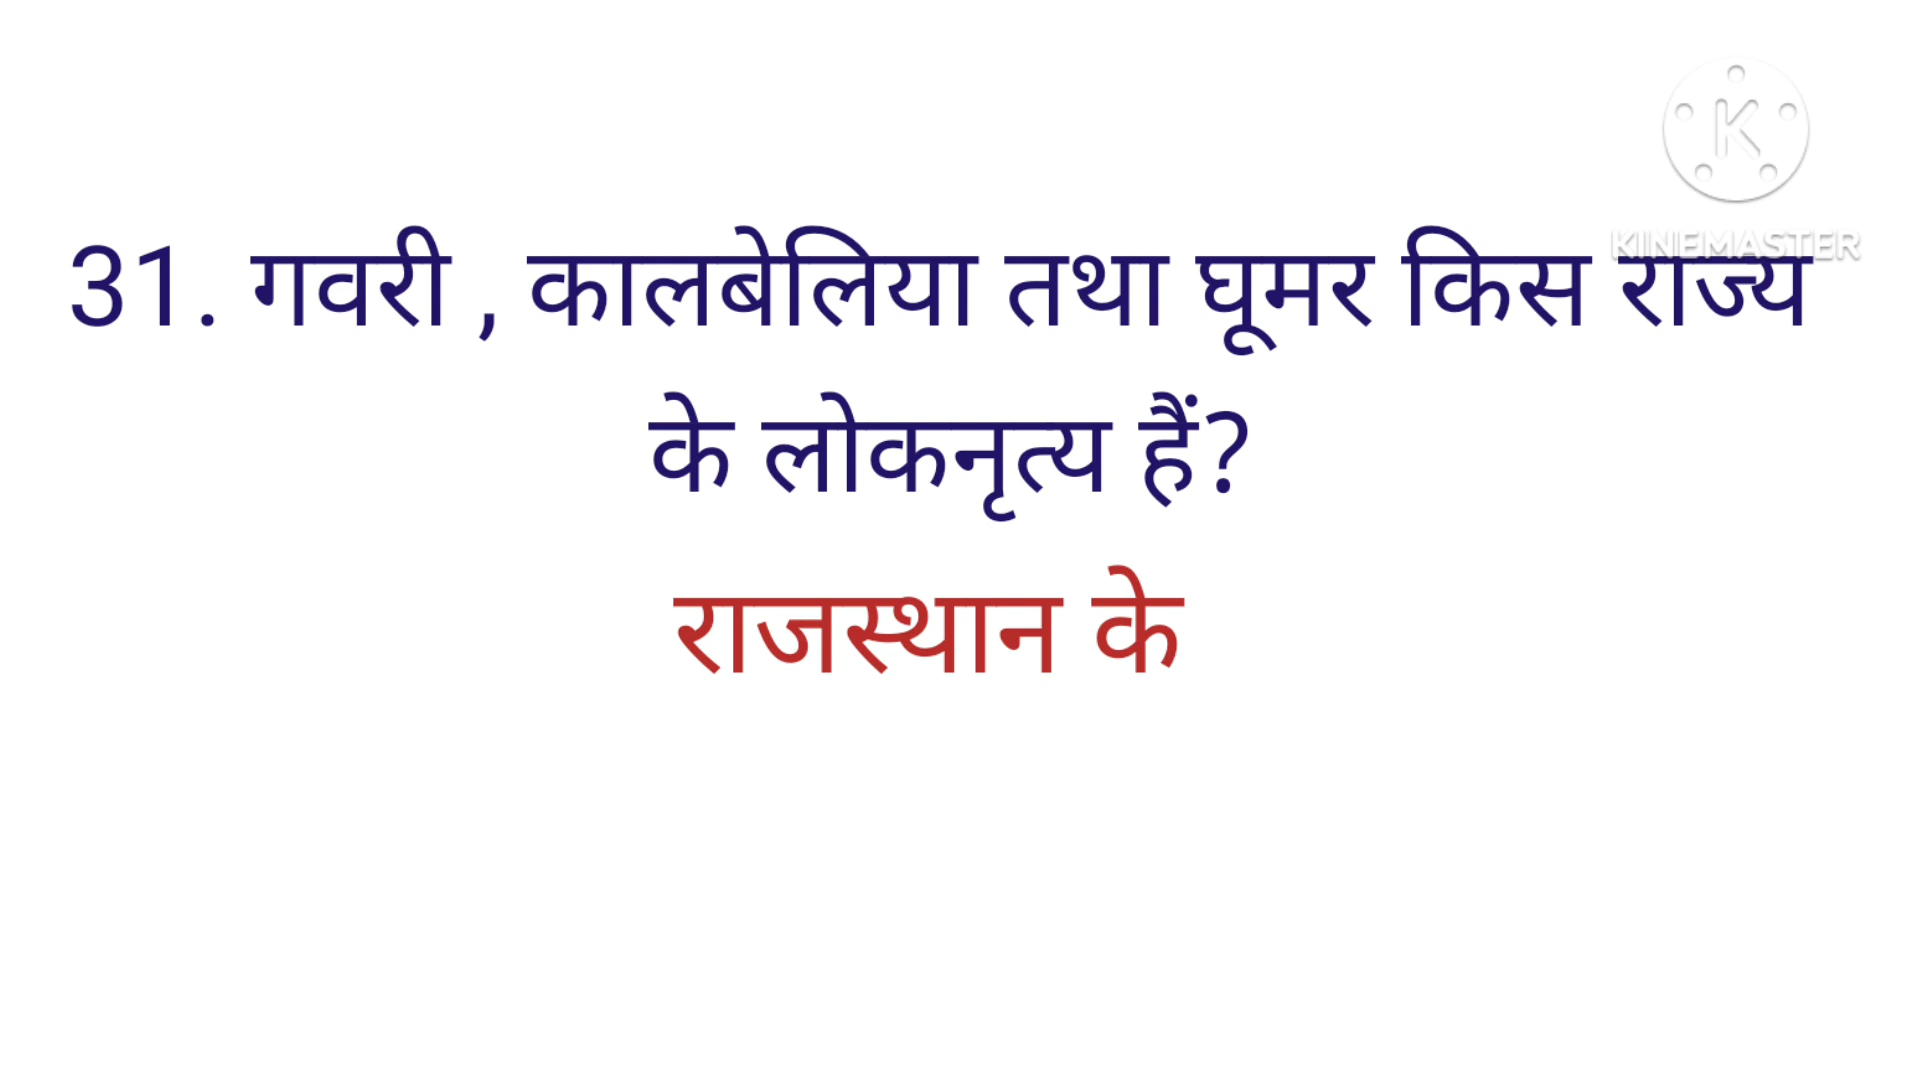 K
KINEMASTER
31. गवरी , कालबेलिया तथा घूमर किस राज्य
के लोकनृत्य हैं?
राजस्थान के